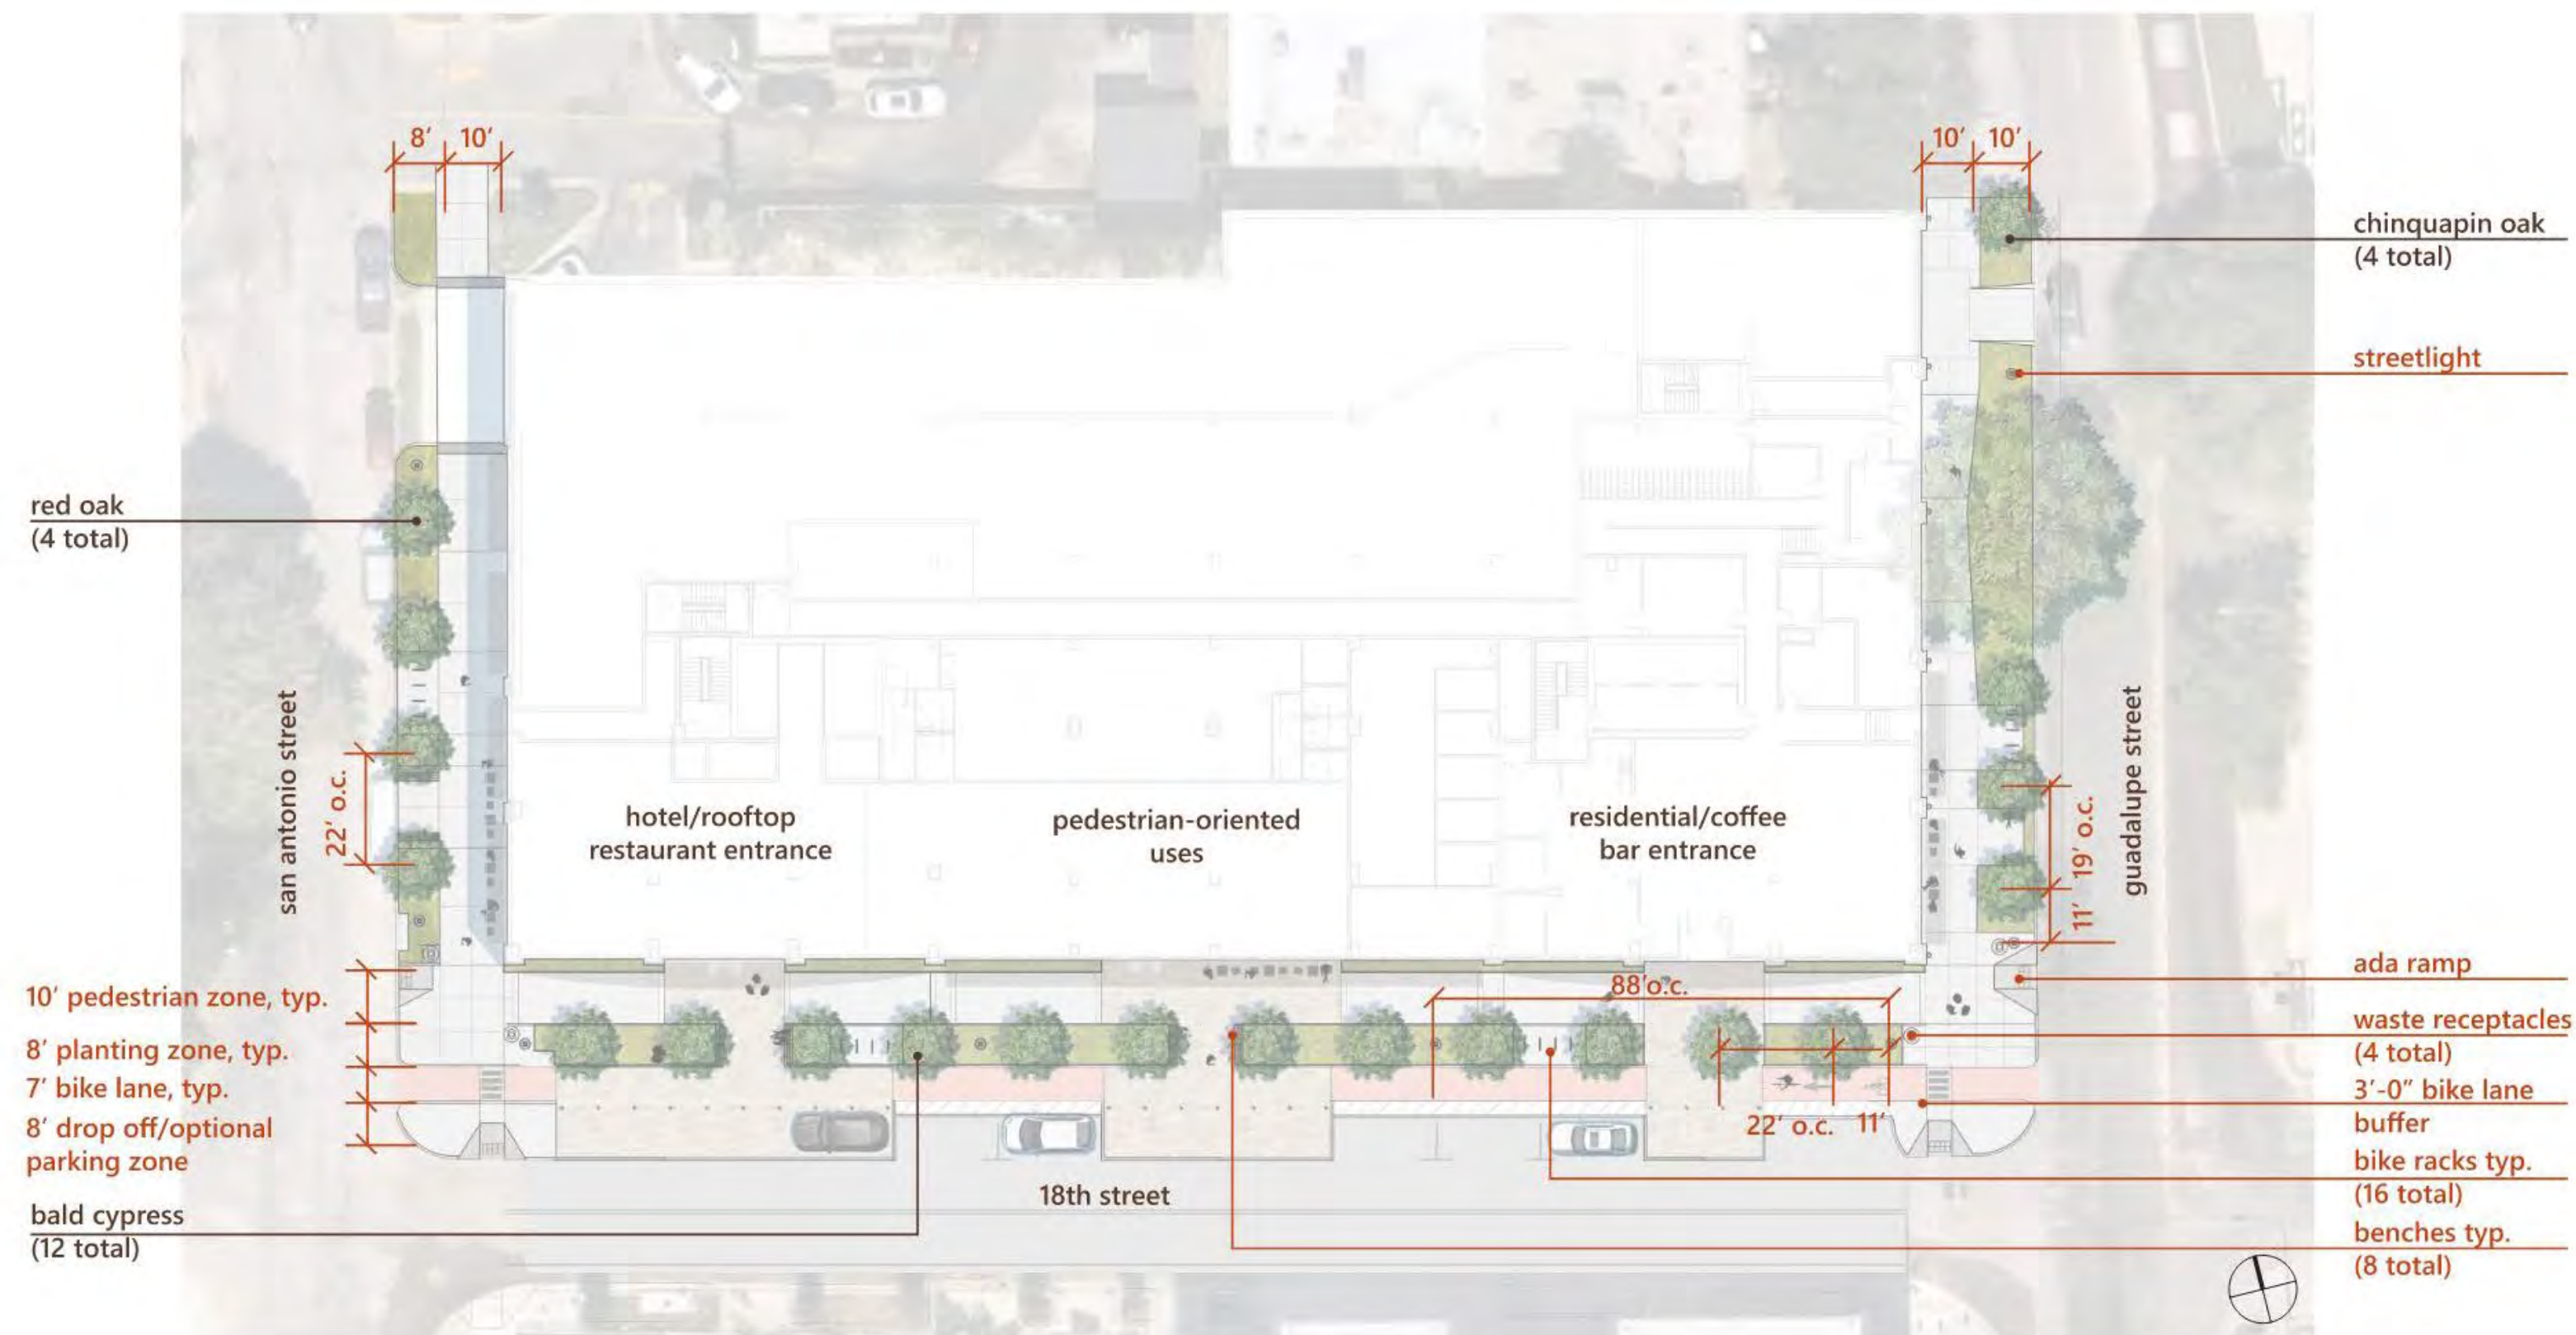 8’
10’
10’
10’
chinquapin oak
(4 total)
streetlight
red oak
(4 total)
san antonio street
22’ o.c.
hotel/rooftop
restaurant entrance
pedestrian-oriented
uses
residential/coffee
bar entrance
19’ o.c.
11’
guadalupe street
10’ pedestrian zone, typ.
8’ planting zone, typ.
7’ bike lane, typ.
8’ drop off/optional
parking zone
bald cypress
(12 total)
88’o.c.
22’ o.c.
11’
18th street
ada ramp
waste receptacles
(4 total)
3’-0” bike lane
buffer
bike racks typ.
(16 total)
benches typ.
(8 total)